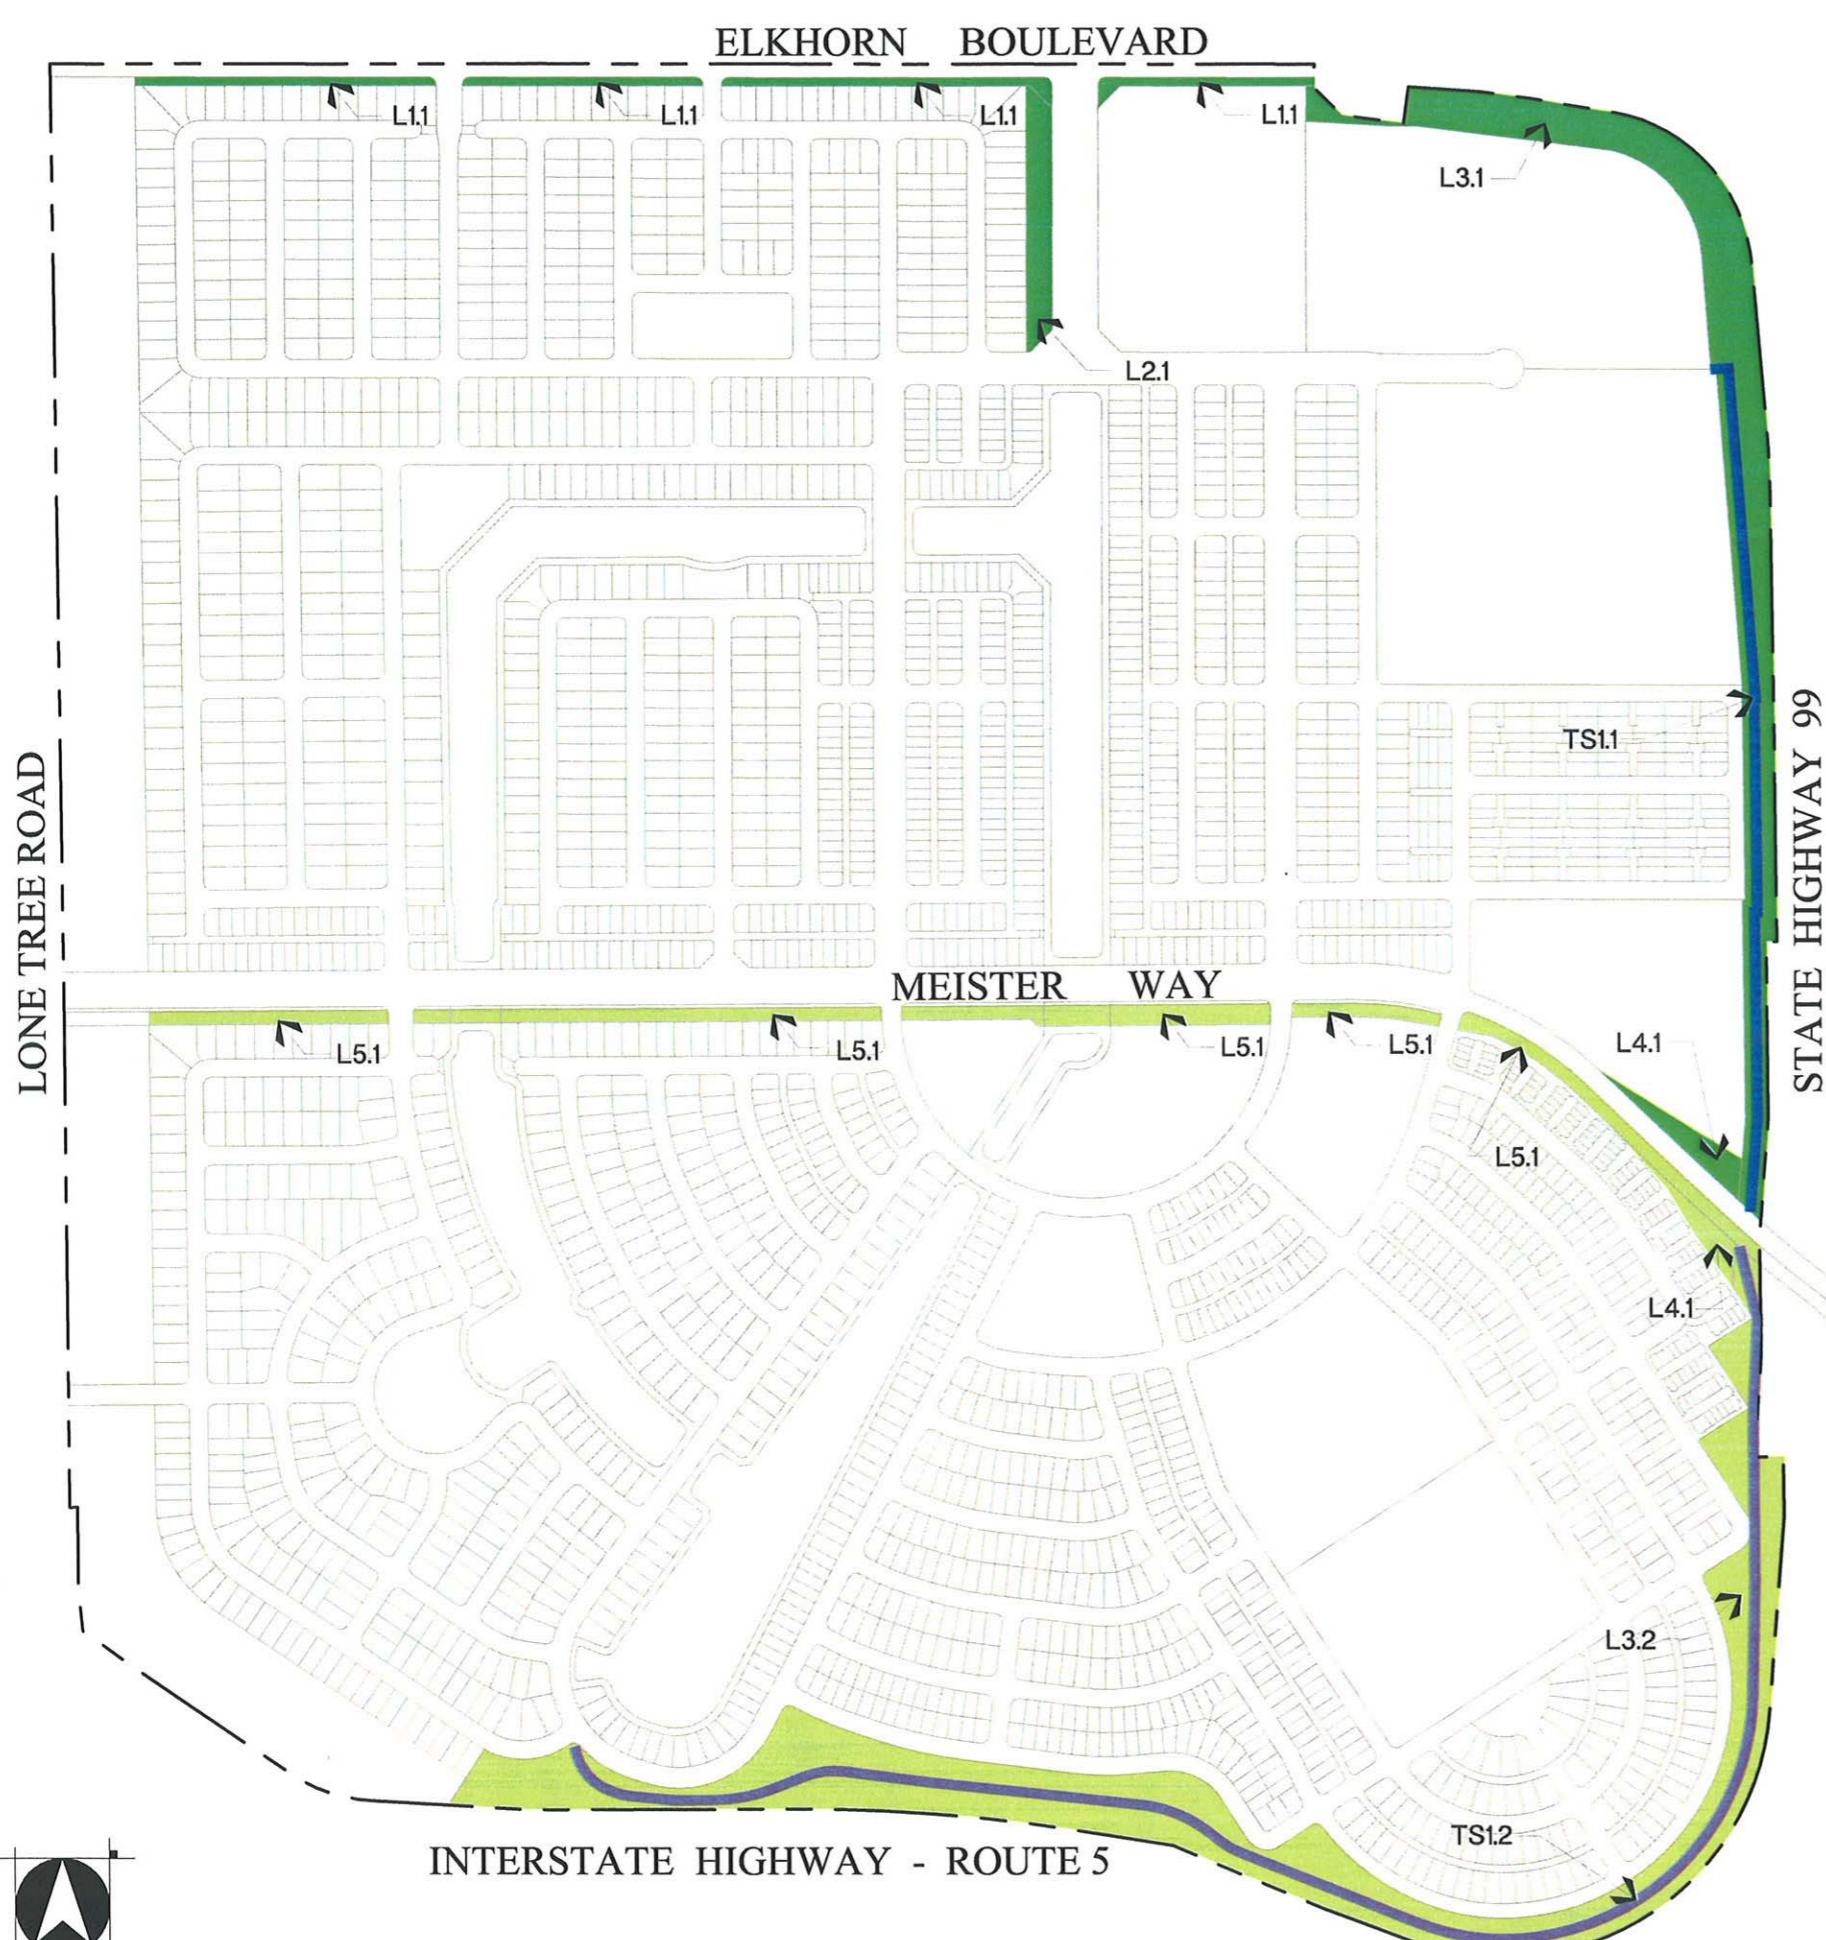 ELKHORN BOULEVARD
L1.1
L1.1
L1.1
L1.1
L3.1
L2.1
TS1.1
STATE HIGHWAY 99
LONE TREE ROAD
MEISTER WAY
L5.1
L5.1
L5.1
L5.1
L4.1
L5.1
L4.1
L3.2
TS1.2
INTERSTATE HIGHWAY - ROUTE 5